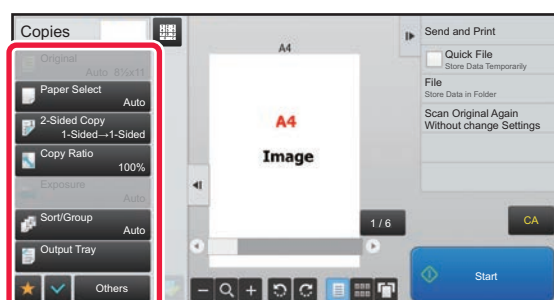 Copies
Original
Auto 8½x11
Paper Select
Auto
2-Sided Copy
1-Sided→1-Sided
Copy Ratio
100%
Exposure
Auto
Sort/Group
Auto
Output Tray
Others
A4
A4
Image
1 / 6
Send and Print
Quick File
Store Data Temporarily
File
Store Data in Folder
Scan Original Again
Without change Settings
CA
Start